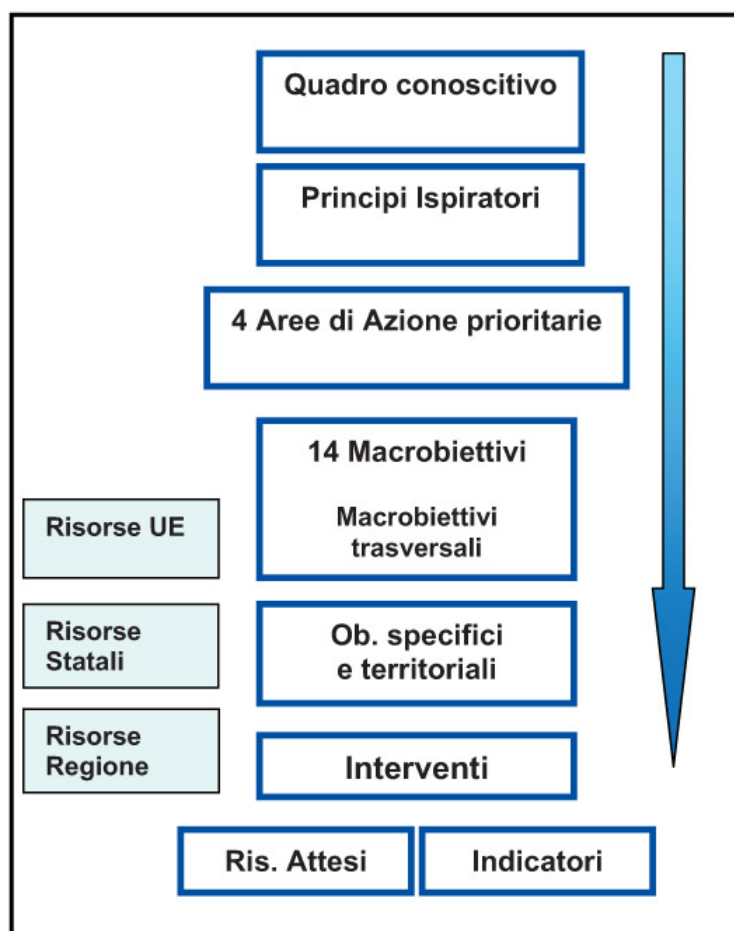 Quadro conoscitivo
Principi Ispiratori
4 Aree di Azione prioritarie
14 Macrobiettivi
Macrobiettivi
trasversali
Risorse UE
Risorse
Statali
Ob. specifici
e territoriali
Risorse
Regione
Interventi
Ris. Attesi
Indicatori